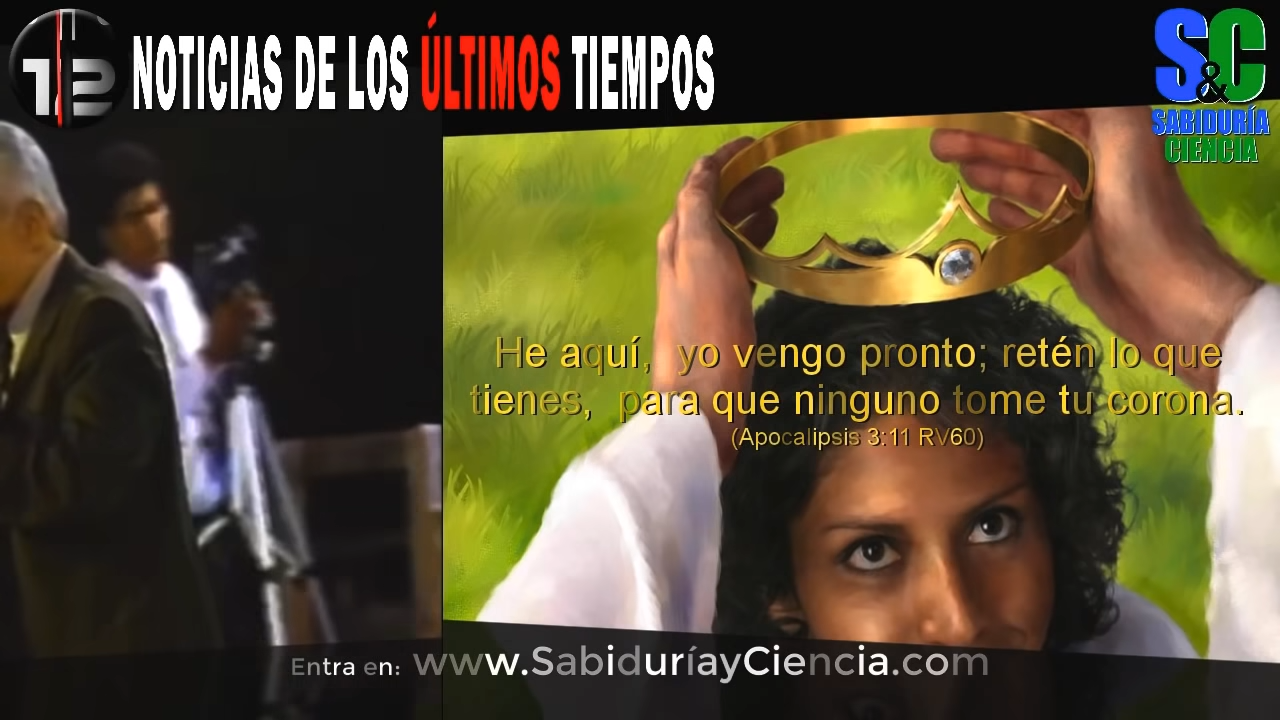 12 NOTICIAS DE LOS ÚLTIMOS TIEMPOS
S&C
SABIDURÍA
CIENCIA
He aquí, yo vengo pronto; retén lo que
tienes, para que ninguno tome tu corona.
(Apocalipsis 3:11 RV60)
Entra en: www.SabiduríayCiencia.com